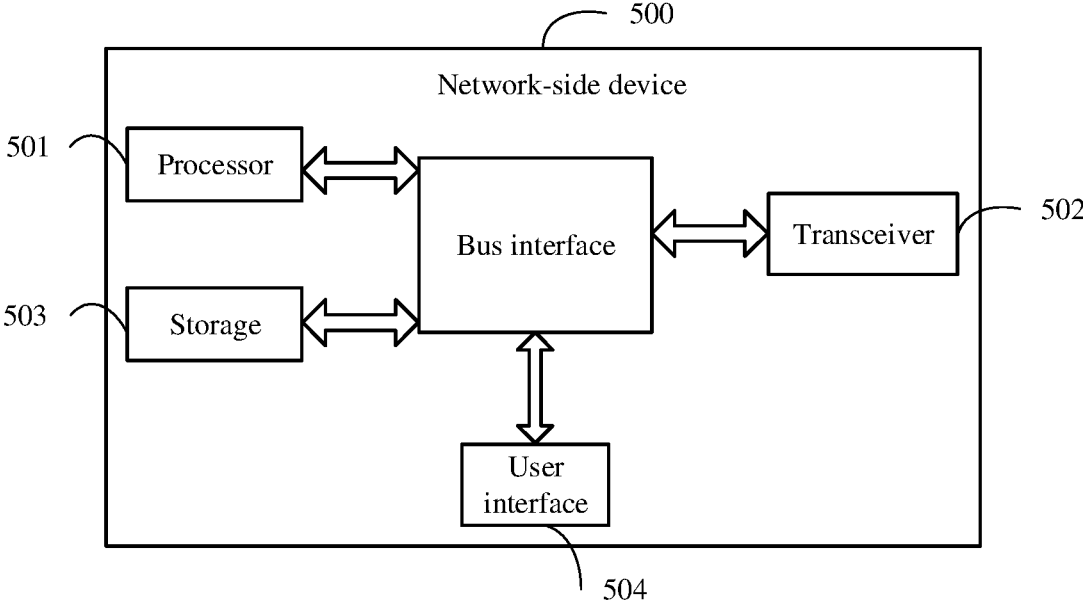 500
Network-side device
501
Processor
Bus interface
Transceiver
502
503
Storage
User
interface
504